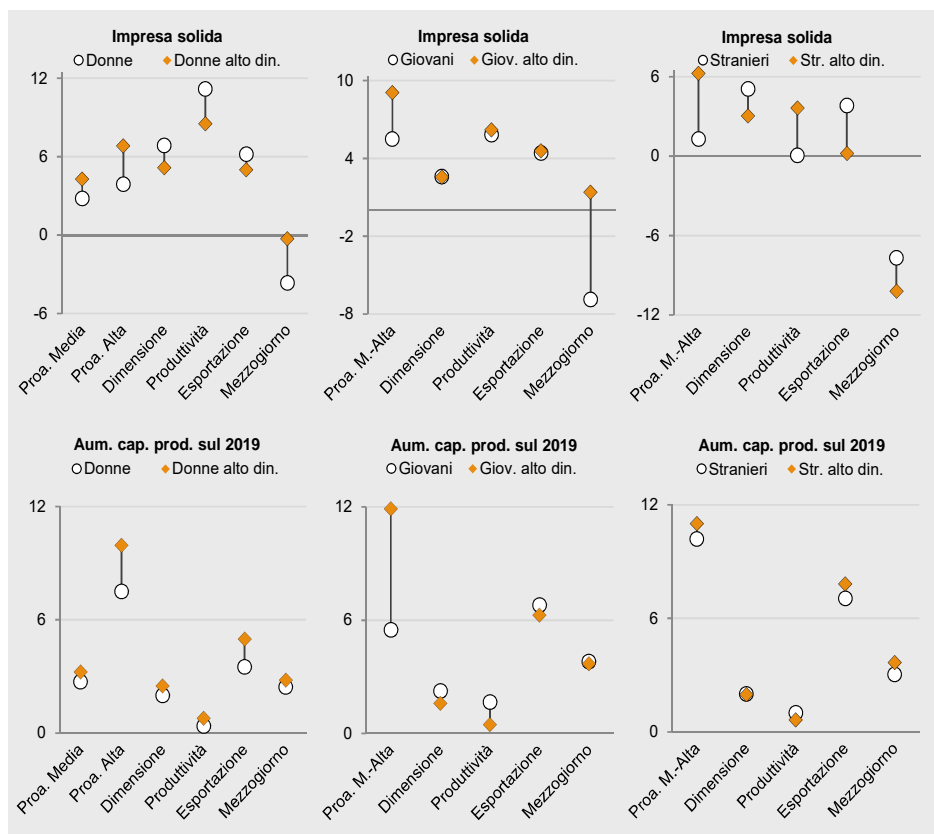 Impresa solida
Donne Donne alto din.
12
6
0
-6
Proa. Media
Proa. Alta
Dimensione
Produttività
Esportazione
Mezzogiorno
Impresa solida
Giovani Giov. alto din.
10
4
-2
-8
Proa. M.-Alta
Dimensione
Produttività
Esportazione
Mezzogiorno
Impresa solida
Stranieri Str. alto din.
6
0
-6
-12
Proa. M.-Alta
Dimensione
Produttività
Esportazione
Mezzogiorno
Aum. cap. prod. sul 2019
Donne Donne alto din.
12
6
0
Proa. Media
Proa. Alta
Dimensione
Produttività
Esportazione
Mezzogiorno
Aum. cap. prod. sul 2019
Giovani Giov. alto din.
12
6
0
Proa. M.-Alta
Dimensione
Produttività
Esportazione
Mezzogiorno
Aum. cap. prod. sul 2019
Stranieri Str. alto din.
12
6
0
Proa. M.-Alta
Dimensione
Produttività
Esportazione
Mezzogiorno